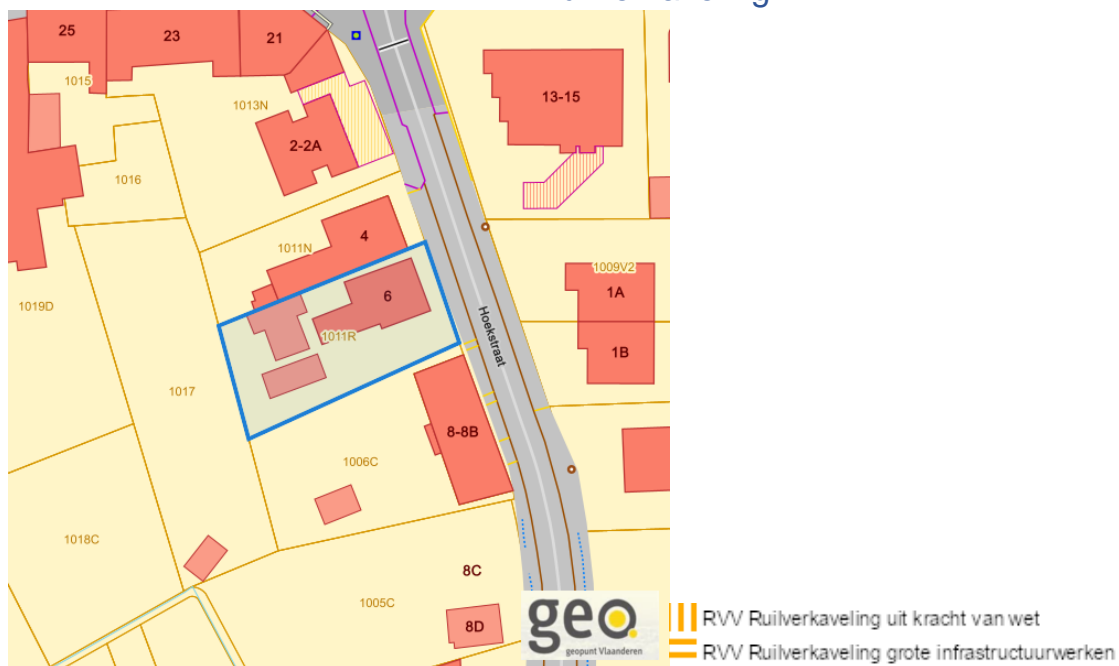 25
23
21
1015
1013N
13-15
2-2A
1016
4
1011N
1009V2
6
1A
1019D
Hoekstraat
1011R
1B
1017
8-8B
1006C
1018C
8C
1005C
8D
geo.
geopunt Vlaanderen
RVV Ruilverkaveling uit kracht van wet
RVV Ruilverkaveling grote infrastructuurwerken